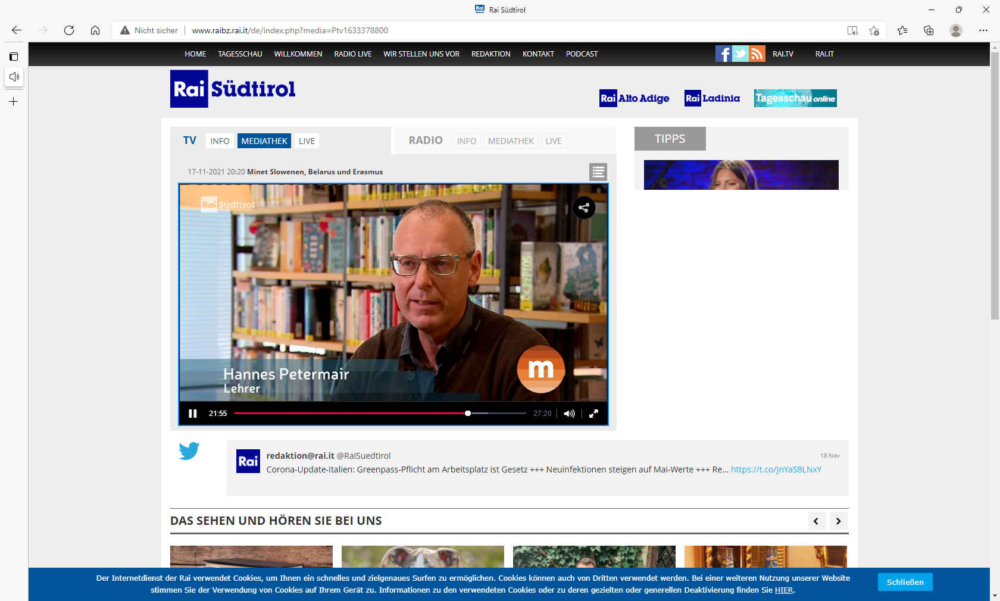 Rai Südtirol
Nicht sicher
www.raibz.rai.it/de/index.php?media=Ptv1633378800
HOME TAGESSCHAU WILLKOMMEN RADIO LIVE WIR STELLEN UNS VOR REDAKTION KONTAKT PODCAST RAI.TV RAI.IT
Rai Südtirol
Rai Alto Adige Rai Ladinia Tagesschau online
TV INFO MEDIATHEK LIVE
RADIO INFO MEDIATHEK LIVE
TIPPS
17-11-2021 20:20 Minet Slowenen, Belarus und Erasmus
Rai Südtirol
Hannes Petermair
Lehrer
m
21:55 27:20
Rai
redaktion@rai.it @RaiSuedtirol 18 Nov
Corona-Update-Italien: Greenpass-Pflicht am Arbeitsplatz ist Gesetz +++ Neuinfektionen steigen auf Mai-Werte +++ Re... https://t.co/JnYaS8LNxY
DAS SEHEN UND HÖREN SIE BEI UNS
Der Internetdienst der Rai verwendet Cookies, um Ihnen ein schnelles und zielgenaues Surfen zu ermöglichen. Cookies können auch von Dritten verwendet werden. Bei einer weiteren Nutzung unserer Website
stimmen Sie der Verwendung von Cookies auf Ihrem Gerät zu. Informationen zu den verwendeten Cookies oder zu deren gezielten oder generellen Deaktivierung finden Sie HIER.
Schließen